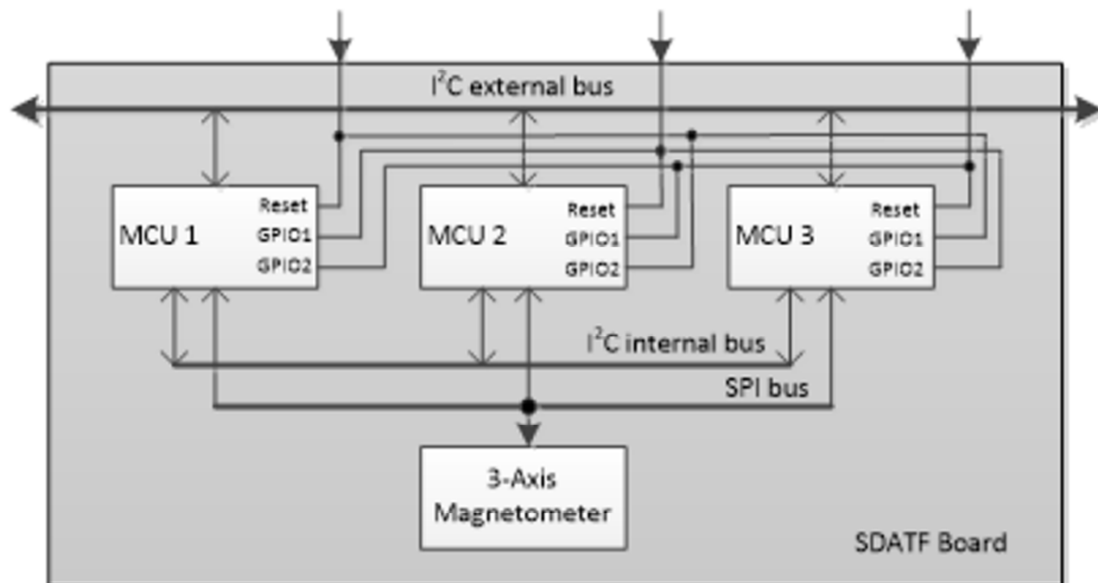 I²C external bus
MCU 1
Reset
GPIO1
GPIO2
MCU 2
Reset
GPIO1
GPIO2
MCU 3
Reset
GPIO1
GPIO2
I²C internal bus
SPI bus
3-Axis
Magnetometer
SDATF Board